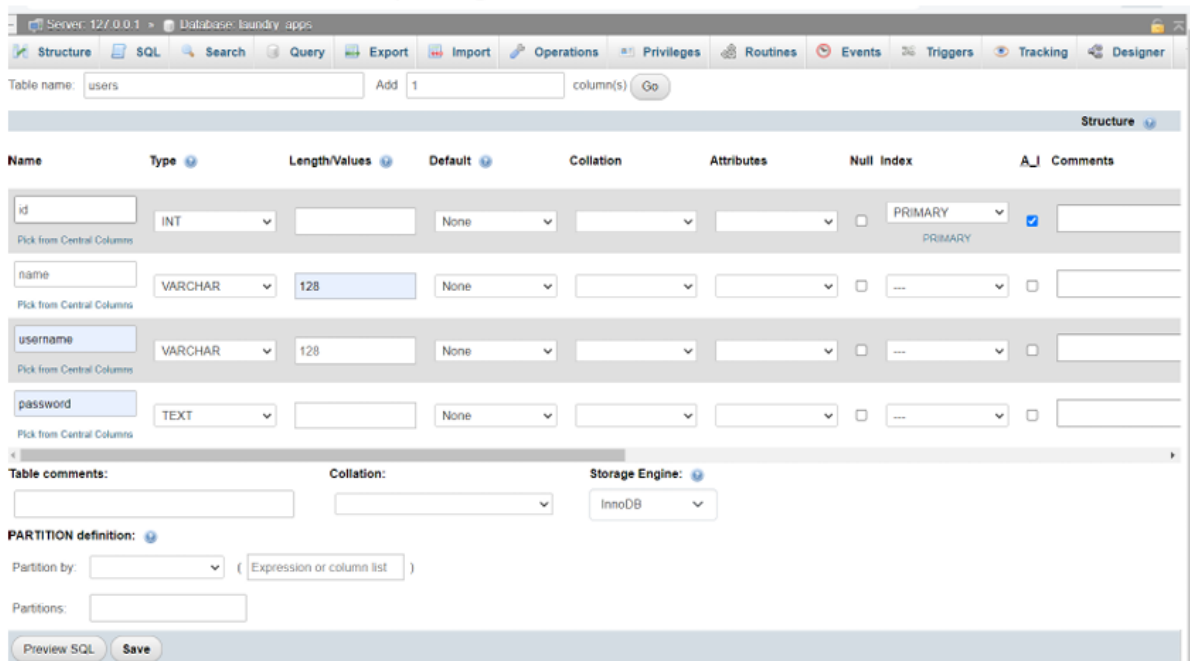 Server: 127.0.0.1 » Database: laundry_apps
Structure SQL Search Query Export Import Operations Privileges Routines Events Triggers Tracking Designer
Table name: users Add 1 column(s) Go
Structure
Name Type Length/Values Default Collation Attributes Null Index A_I Comments
id INT None PRIMARY
Pick from Central Columns PRIMARY
name VARCHAR 128 None ---
Pick from Central Columns
username VARCHAR 128 None ---
Pick from Central Columns
password TEXT None ---
Pick from Central Columns
Table comments: Collation: Storage Engine:
InnoDB
PARTITION definition:
Partition by: ( Expression or column list )
Partitions:
Preview SQL Save